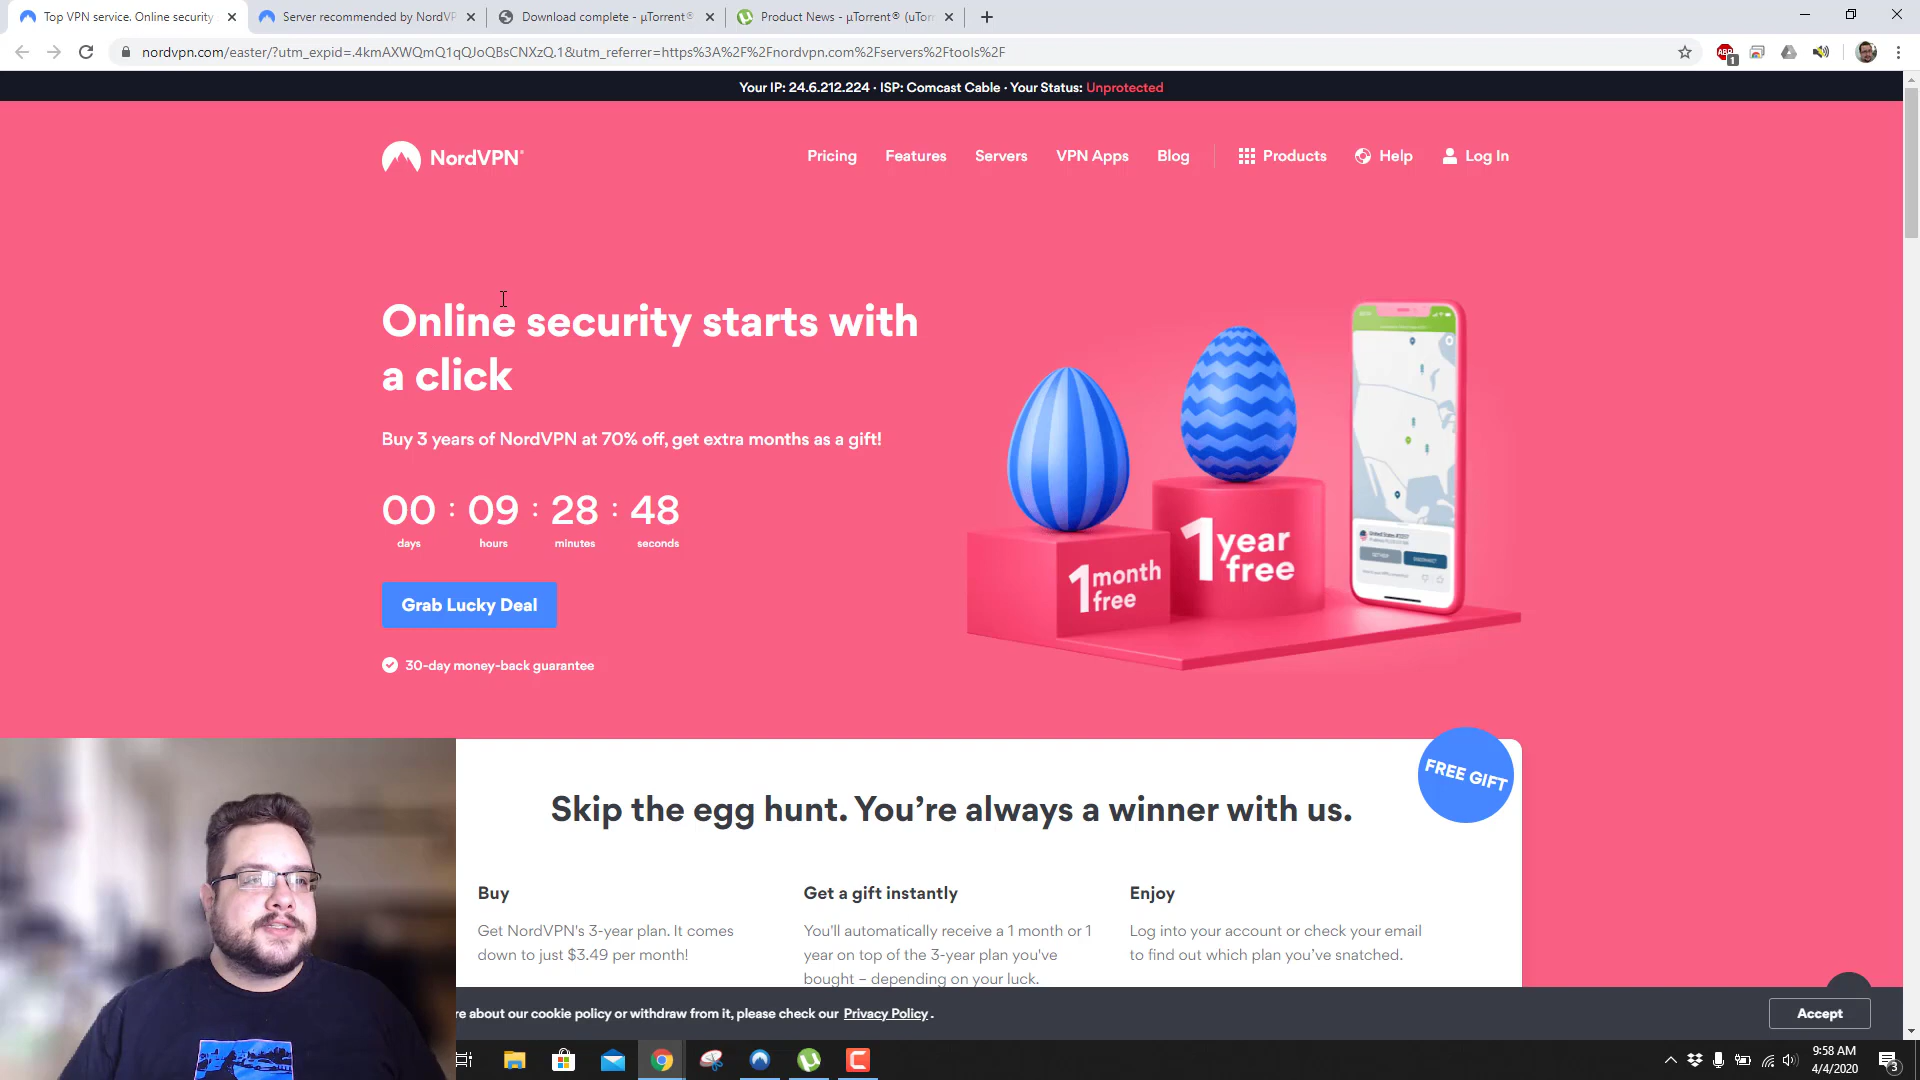 Top VPN service. Online security
Server recommended by NordVP
Download complete - µTorrent®
Product News - µTorrent® (uTor
nordvpn.com/easter/?utm_expid=.4kmAXWQmQ1qQJoQBsCNXzQ.1&utm_referrer=https%3A%2F%2Fnordvpn.com%2Fservers%2Ftools%2F
ABP
1
Your IP: 24.6.212.224 · ISP: Comcast Cable · Your Status: Unprotected
NordVPN®
Pricing
Features
Servers
VPN Apps
Blog
Products
Help
Log In
Online security starts with
a click
Buy 3 years of NordVPN at 70% off, get extra months as a gift!
00 : 09 : 28 : 48
days hours minutes seconds
Grab Lucky Deal
30-day money-back guarantee
1 month
free
1 year
free
FREE GIFT
Skip the egg hunt. You're always a winner with us.
Buy
Get NordVPN's 3-year plan. It comes
down to just $3.49 per month!
Get a gift instantly
You'll automatically receive a 1 month or 1
year on top of the 3-year plan you've
bought – depending on your luck.
Enjoy
Log into your account or check your email
to find out which plan you've snatched.
re about our cookie policy or withdraw from it, please check our Privacy Policy .
Accept
9:58 AM
4/4/2020
3